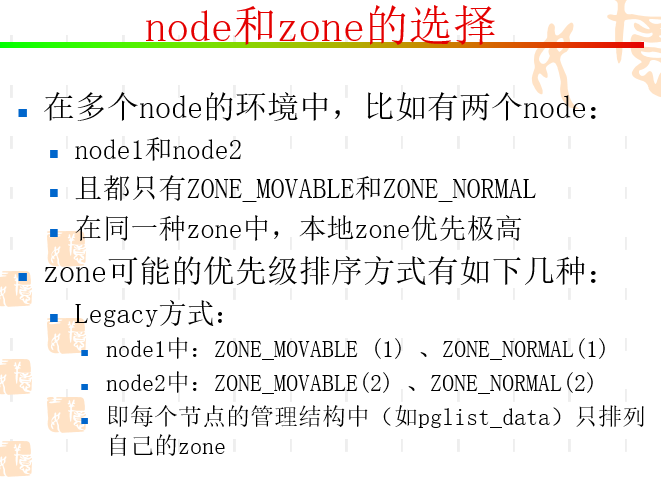 node和zone的选择
在多个node的环境中，比如有两个node：
node1和node2
且都只有ZONE_MOVABLE和ZONE_NORMAL
在同一种zone中，本地zone优先极高
zone可能的优先级排序方式有如下几种：
Legacy方式：
node1中：ZONE_MOVABLE (1) 、ZONE_NORMAL(1)
node2中：ZONE_MOVABLE(2) 、ZONE_NORMAL(2)
即每个节点的管理结构中（如pglist_data）只排列
自己的zone